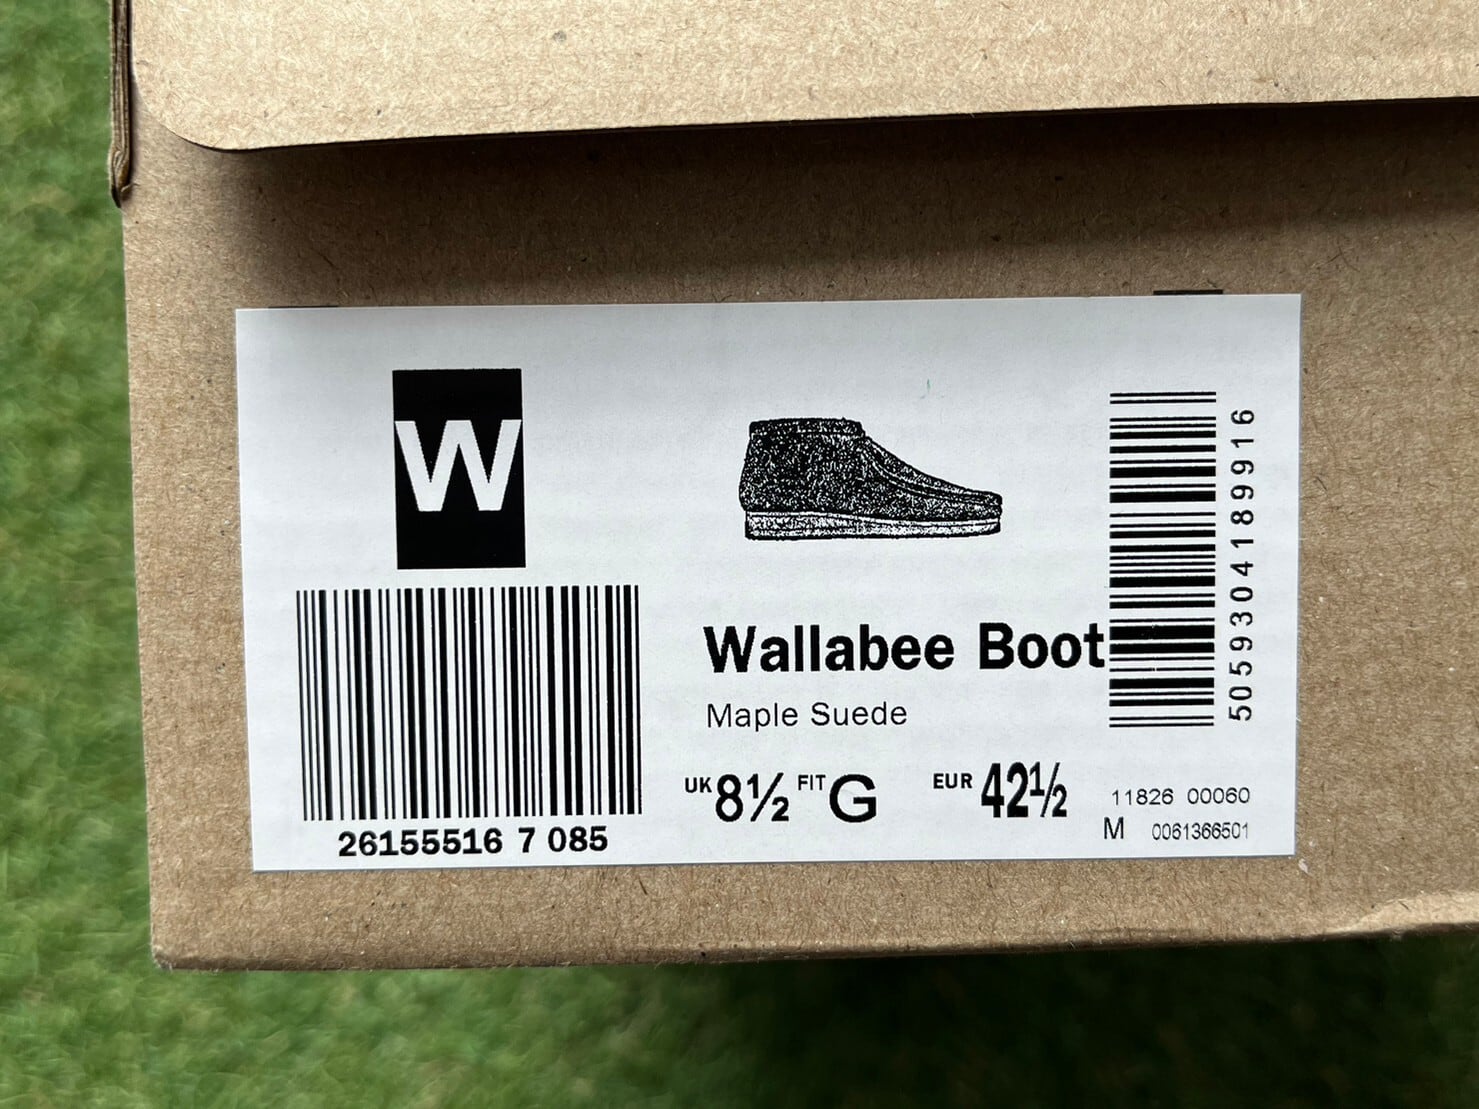 W
Wallabee Boot
Maple Suede
UK 8½ FIT G EUR 42½
26155516 7 085
5059304189916
11826 00060
M 0061366501